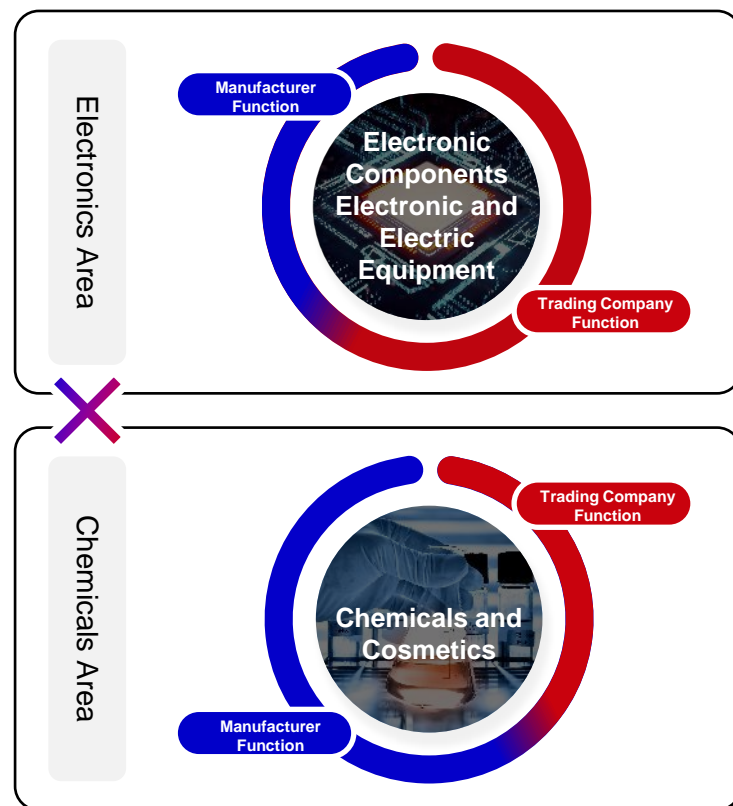 Electronics Area
Manufacturer
Function
Electronic
Components
Electronic and
Electric
Equipment
Trading Company
Function
Chemicals Area
Trading Company
Function
Chemicals and
Cosmetics
Manufacturer
Function